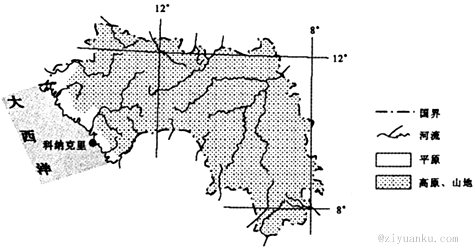 12°
8°
12°
大
西
洋
科纳克里
8°
国界
河流
平原
高原、山地
@ziyuanku.com